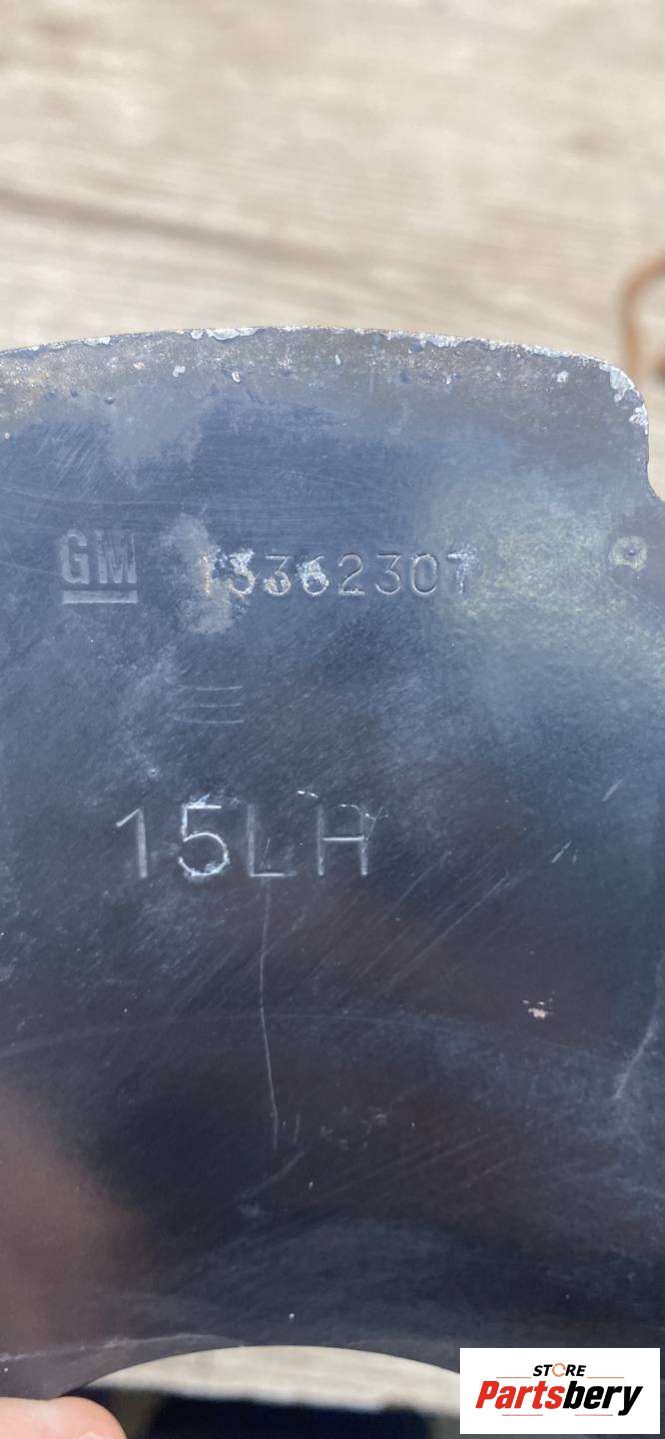 GM 13362307
15LH
STORE
Partsbery